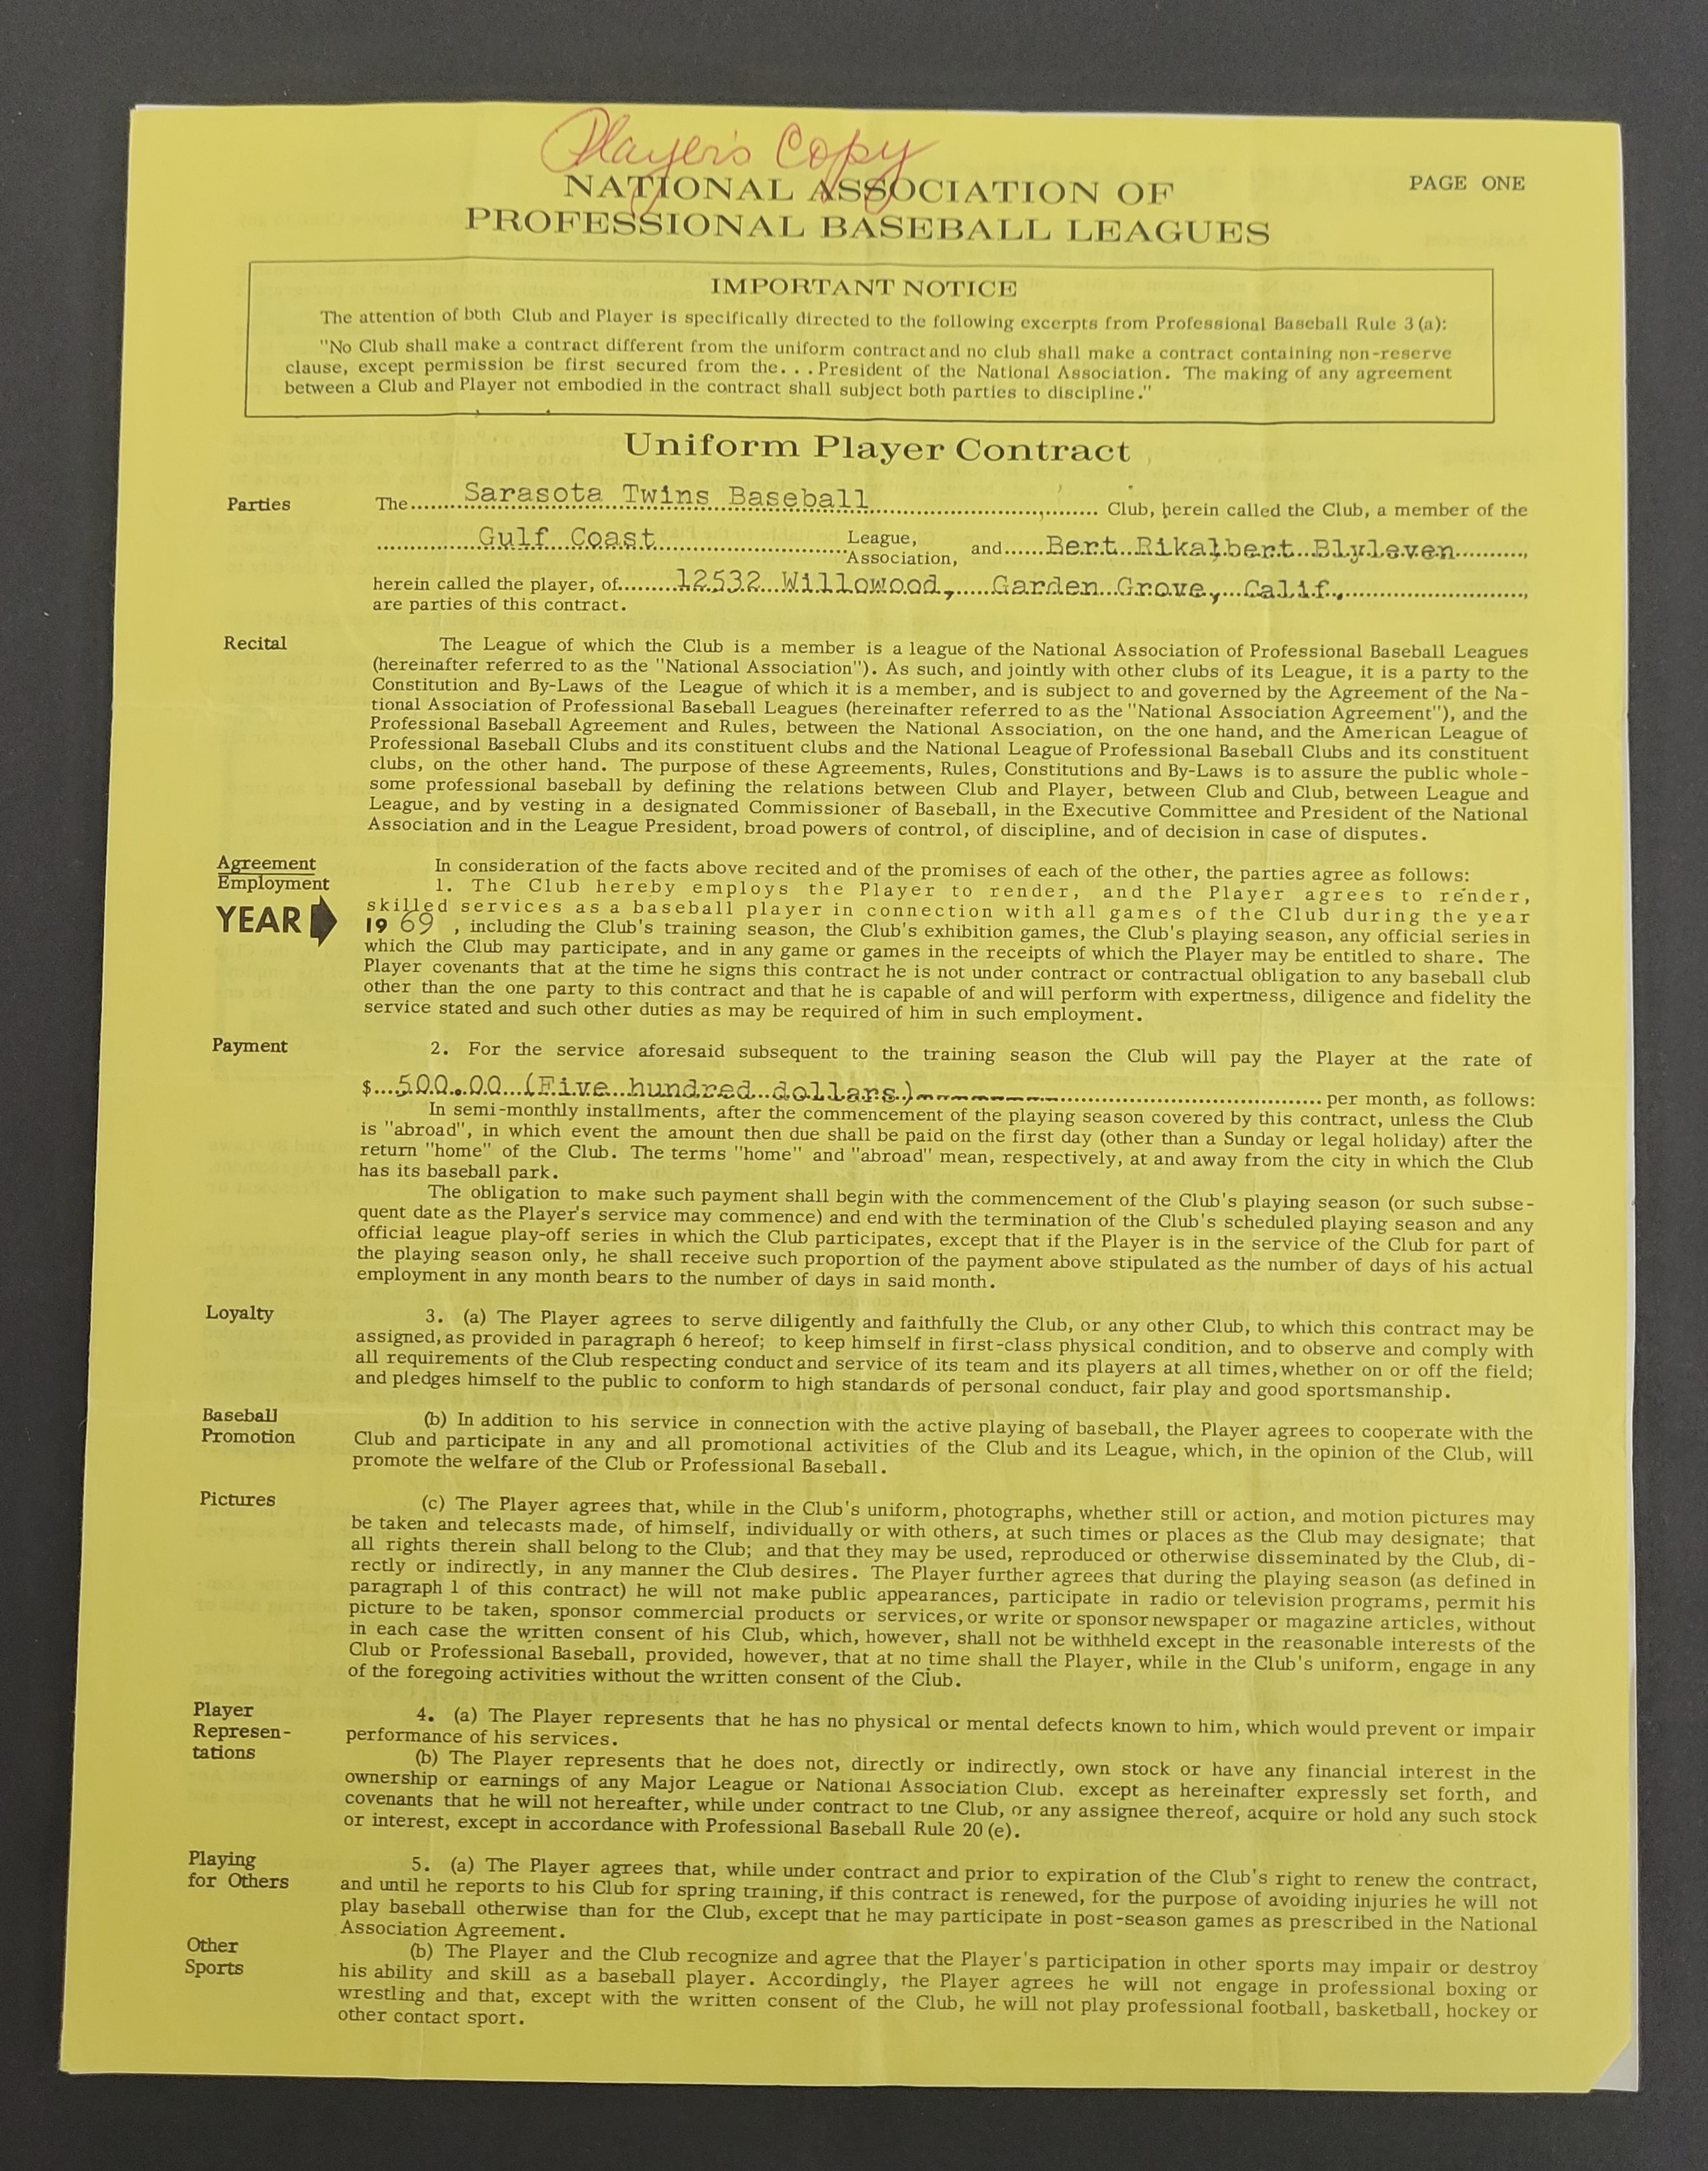 Player's Copy
NATIONAL ASSOCIATION OF
PAGE ONE
PROFESSIONAL BASEBALL LEAGUES
IMPORTANT NOTICE
The attention of both Club and Player is specifically directed to the following excerpts from Professional Baseball Rule 3 (a):
"No Club shall make a contract different from the uniform contract and no club shall make a contract containing non-reserve
clause, except permission be first secured from the. . . President of the National Association. The making of any agreement
between a Club and Player not embodied in the contract shall subject both parties to discipline."
Uniform Player Contract
Parties The Sarasota Twins Baseball Club, herein called the Club, a member of the
Gulf Coast League, Association, and Bert Rikalbert Blyleven,
herein called the player, of 12532 Willowood, Garden Grove, Calif.,
are parties of this contract.
Recital The League of which the Club is a member is a league of the National Association of Professional Baseball Leagues
(hereinafter referred to as the "National Association"). As such, and jointly with other clubs of its League, it is a party to the
Constitution and By-Laws of the League of which it is a member, and is subject to and governed by the Agreement of the Na-
tional Association of Professional Baseball Leagues (hereinafter referred to as the "National Association Agreement"), and the
Professional Baseball Agreement and Rules, between the National Association, on the one hand, and the American League of
Professional Baseball Clubs and its constituent clubs and the National League of Professional Baseball Clubs and its constituent
clubs, on the other hand. The purpose of these Agreements, Rules, Constitutions and By-Laws is to assure the public whole-
some professional baseball by defining the relations between Club and Player, between Club and Club, between League and
League, and by vesting in a designated Commissioner of Baseball, in the Executive Committee and President of the National
Association and in the League President, broad powers of control, of discipline, and of decision in case of disputes.
Agreement In consideration of the facts above recited and of the promises of each of the other, the parties agree as follows:
Employment 1. The Club hereby employs the Player to render, and the Player agrees to render,
skilled services as a baseball player in connection with all games of the Club during the year
YEAR 19 69 , including the Club's training season, the Club's exhibition games, the Club's playing season, any official series in
which the Club may participate, and in any game or games in the receipts of which the Player may be entitled to share. The
Player covenants that at the time he signs this contract he is not under contract or contractual obligation to any baseball club
other than the one party to this contract and that he is capable of and will perform with expertness, diligence and fidelity the
service stated and such other duties as may be required of him in such employment.
Payment 2. For the service aforesaid subsequent to the training season the Club will pay the Player at the rate of
$ 500.00 (Five hundred dollars)---------- per month, as follows:
In semi-monthly installments, after the commencement of the playing season covered by this contract, unless the Club
is "abroad", in which event the amount then due shall be paid on the first day (other than a Sunday or legal holiday) after the
return "home" of the Club. The terms "home" and "abroad" mean, respectively, at and away from the city in which the Club
has its baseball park.
The obligation to make such payment shall begin with the commencement of the Club's playing season (or such subse-
quent date as the Player's service may commence) and end with the termination of the Club's scheduled playing season and any
official league play-off series in which the Club participates, except that if the Player is in the service of the Club for part of
the playing season only, he shall receive such proportion of the payment above stipulated as the number of days of his actual
employment in any month bears to the number of days in said month.
Loyalty 3. (a) The Player agrees to serve diligently and faithfully the Club, or any other Club, to which this contract may be
assigned, as provided in paragraph 6 hereof; to keep himself in first-class physical condition, and to observe and comply with
all requirements of the Club respecting conduct and service of its team and its players at all times, whether on or off the field;
and pledges himself to the public to conform to high standards of personal conduct, fair play and good sportsmanship.
Baseball (b) In addition to his service in connection with the active playing of baseball, the Player agrees to cooperate with the
Promotion Club and participate in any and all promotional activities of the Club and its League, which, in the opinion of the Club, will
promote the welfare of the Club or Professional Baseball.
Pictures (c) The Player agrees that, while in the Club's uniform, photographs, whether still or action, and motion pictures may
be taken and telecasts made, of himself, individually or with others, at such times or places as the Club may designate; that
all rights therein shall belong to the Club; and that they may be used, reproduced or otherwise disseminated by the Club, di-
rectly or indirectly, in any manner the Club desires. The Player further agrees that during the playing season (as defined in
paragraph 1 of this contract) he will not make public appearances, participate in radio or television programs, permit his
picture to be taken, sponsor commercial products or services, or write or sponsor newspaper or magazine articles, without
in each case the written consent of his Club, which, however, shall not be withheld except in the reasonable interests of the
Club or Professional Baseball, provided, however, that at no time shall the Player, while in the Club's uniform, engage in any
of the foregoing activities without the written consent of the Club.
Player 4. (a) The Player represents that he has no physical or mental defects known to him, which would prevent or impair
Represen- performance of his services.
tations (b) The Player represents that he does not, directly or indirectly, own stock or have any financial interest in the
ownership or earnings of any Major League or National Association Club, except as hereinafter expressly set forth, and
covenants that he will not hereafter, while under contract to the Club, or any assignee thereof, acquire or hold any such stock
or interest, except in accordance with Professional Baseball Rule 20 (e).
Playing 5. (a) The Player agrees that, while under contract and prior to expiration of the Club's right to renew the contract,
for Others and until he reports to his Club for spring training, if this contract is renewed, for the purpose of avoiding injuries he will not
play baseball otherwise than for the Club, except that he may participate in post-season games as prescribed in the National
Association Agreement.
Other (b) The Player and the Club recognize and agree that the Player's participation in other sports may impair or destroy
Sports his ability and skill as a baseball player. Accordingly, the Player agrees he will not engage in professional boxing or
wrestling and that, except with the written consent of the Club, he will not play professional football, basketball, hockey or
other contact sport.